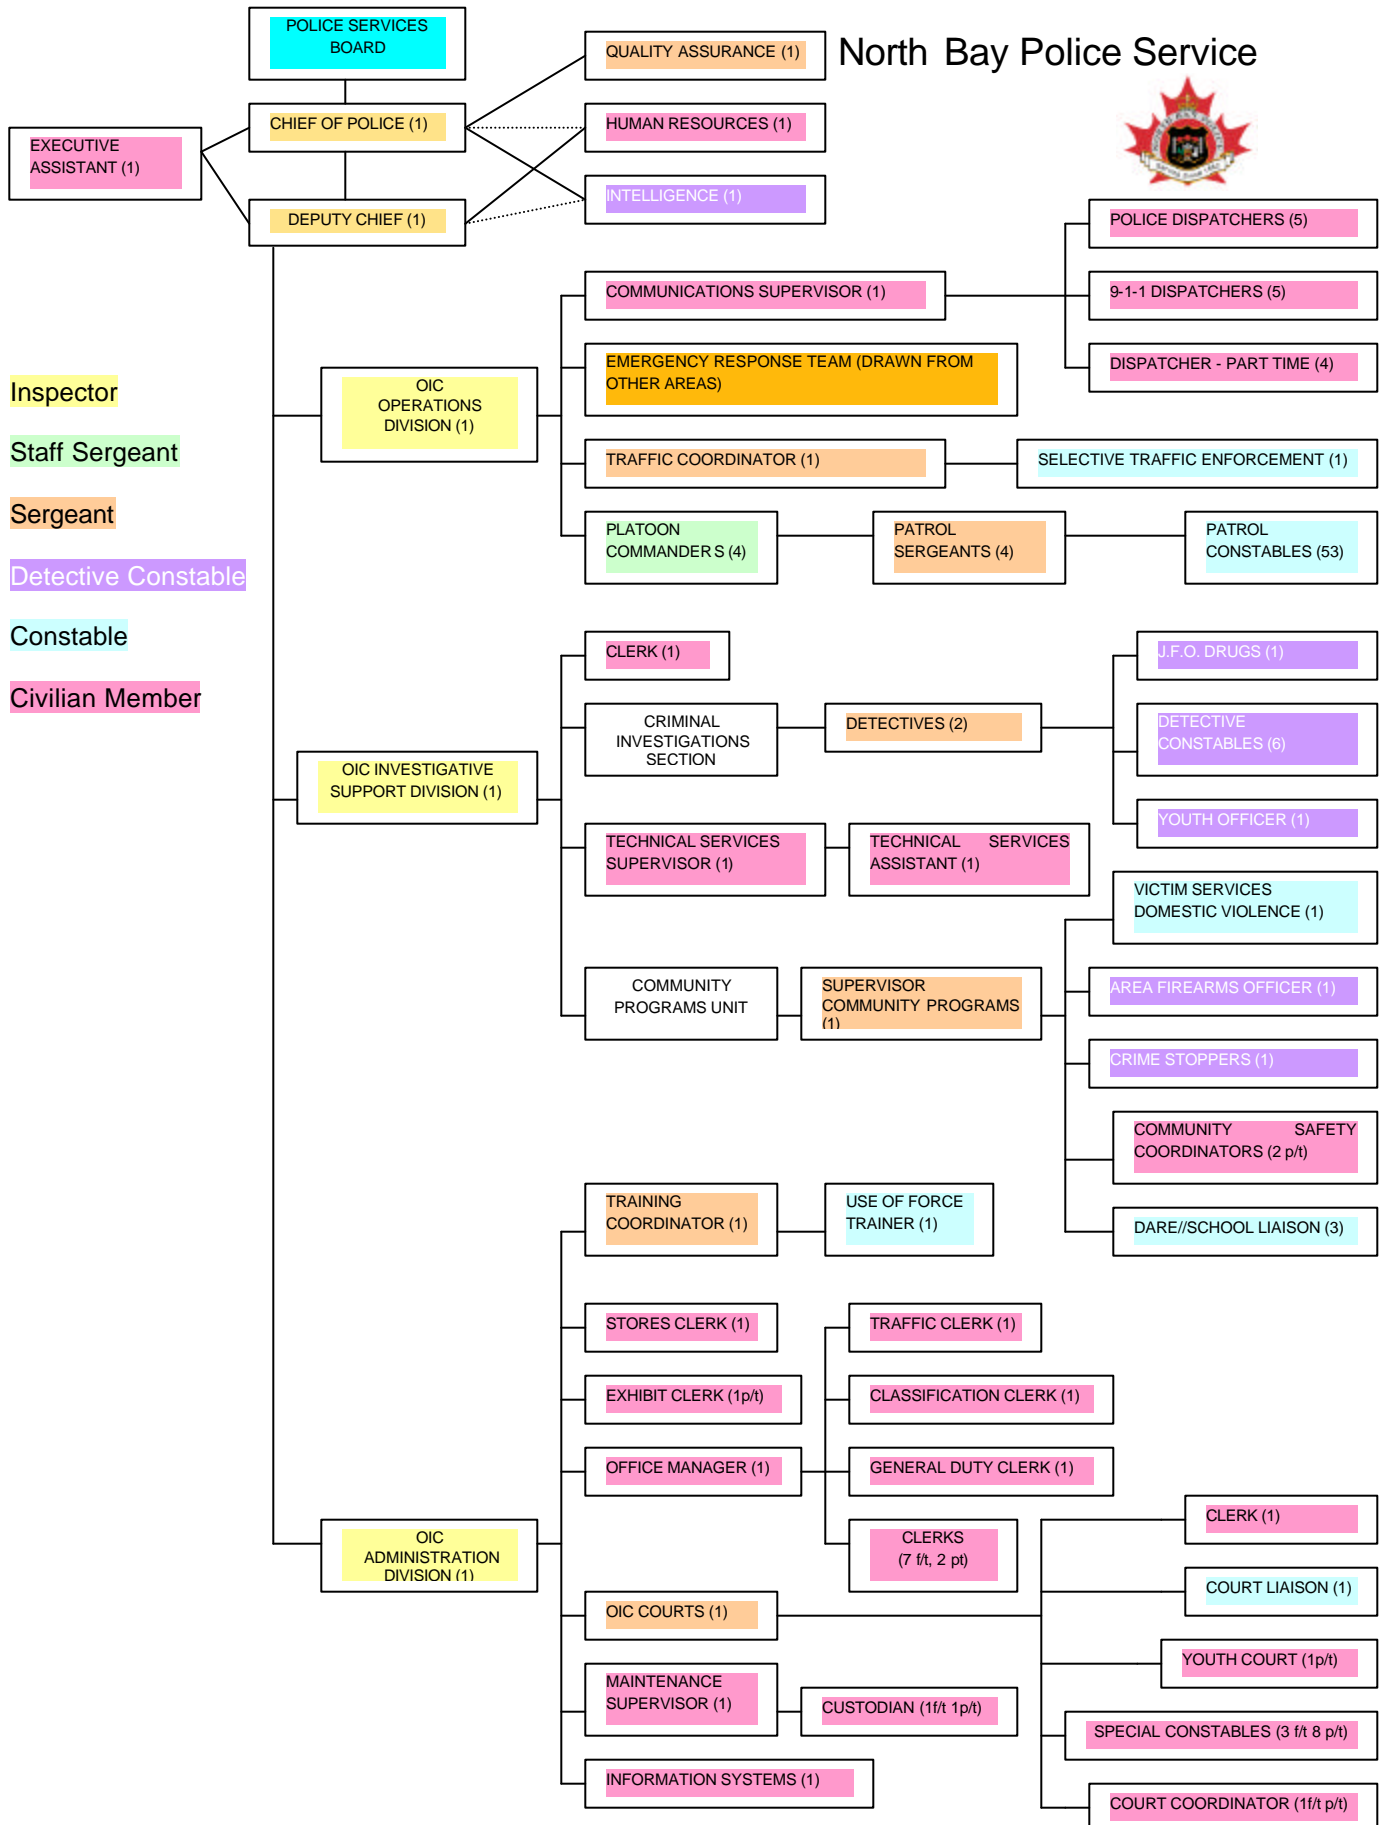 POLICE SERVICES
BOARD
QUALITY ASSURANCE (1)
North Bay Police Service
CHIEF OF POLICE (1)
HUMAN RESOURCES (1)
EXECUTIVE
ASSISTANT (1)
INTELLIGENCE (1)
DEPUTY CHIEF (1)
POLICE DISPATCHERS (5)
COMMUNICATIONS SUPERVISOR (1)
9-1-1 DISPATCHERS (5)
EMERGENCY RESPONSE TEAM (DRAWN FROM
OTHER AREAS)
DISPATCHER - PART TIME (4)
Inspector
OIC
OPERATIONS
DIVISION (1)
Staff Sergeant
TRAFFIC COORDINATOR (1)
SELECTIVE TRAFFIC ENFORCEMENT (1)
Sergeant
PLATOON
COMMANDERS (4)
PATROL
SERGEANTS (4)
PATROL
CONSTABLES (53)
Detective Constable
Constable
CLERK (1)
J.F.O. DRUGS (1)
Civilian Member
CRIMINAL
INVESTIGATIONS
SECTION
DETECTIVES (2)
DETECTIVE
CONSTABLES (6)
OIC INVESTIGATIVE
SUPPORT DIVISION (1)
YOUTH OFFICER (1)
TECHNICAL SERVICES
SUPERVISOR (1)
TECHNICAL SERVICES
ASSISTANT (1)
VICTIM SERVICES
DOMESTIC VIOLENCE (1)
COMMUNITY
PROGRAMS UNIT
SUPERVISOR
COMMUNITY PROGRAMS
(1)
AREA FIREARMS OFFICER (1)
CRIME STOPPERS (1)
COMMUNITY SAFETY
COORDINATORS (2 p/t)
TRAINING
COORDINATOR (1)
USE OF FORCE
TRAINER (1)
DARE//SCHOOL LIAISON (3)
STORES CLERK (1)
TRAFFIC CLERK (1)
EXHIBIT CLERK (1p/t)
CLASSIFICATION CLERK (1)
OFFICE MANAGER (1)
GENERAL DUTY CLERK (1)
CLERK (1)
OIC
ADMINISTRATION
DIVISION (1)
CLERKS
(7 f/t, 2 pt)
COURT LIAISON (1)
OIC COURTS (1)
YOUTH COURT (1p/t)
MAINTENANCE
SUPERVISOR (1)
CUSTODIAN (1f/t 1p/t)
SPECIAL CONSTABLES (3 f/t 8 p/t)
INFORMATION SYSTEMS (1)
COURT COORDINATOR (1f/t p/t)